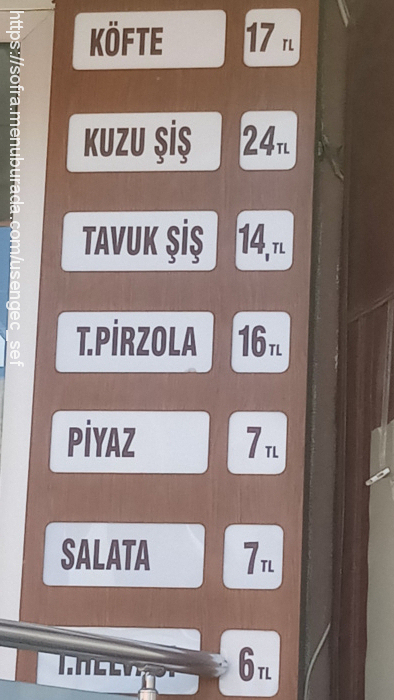 KÖFTE 17 TL
KUZU ŞİŞ 24 TL
TAVUK ŞİŞ 14, TL
T.PİRZOLA 16 TL
PİYAZ 7 TL
SALATA 7 TL
T.HELVASI 6 TL
https://sofra.menuburada.com/usengec_sef